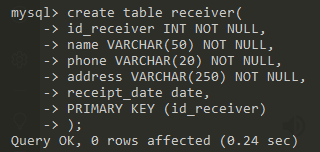 mysql> create table receiver(
    -> id_receiver INT NOT NULL,
    -> name VARCHAR(50) NOT NULL,
    -> phone VARCHAR(20) NOT NULL,
    -> address VARCHAR(250) NOT NULL,
    -> receipt_date date,
    -> PRIMARY KEY (id_receiver)
    -> );
Query OK, 0 rows affected (0.24 sec)